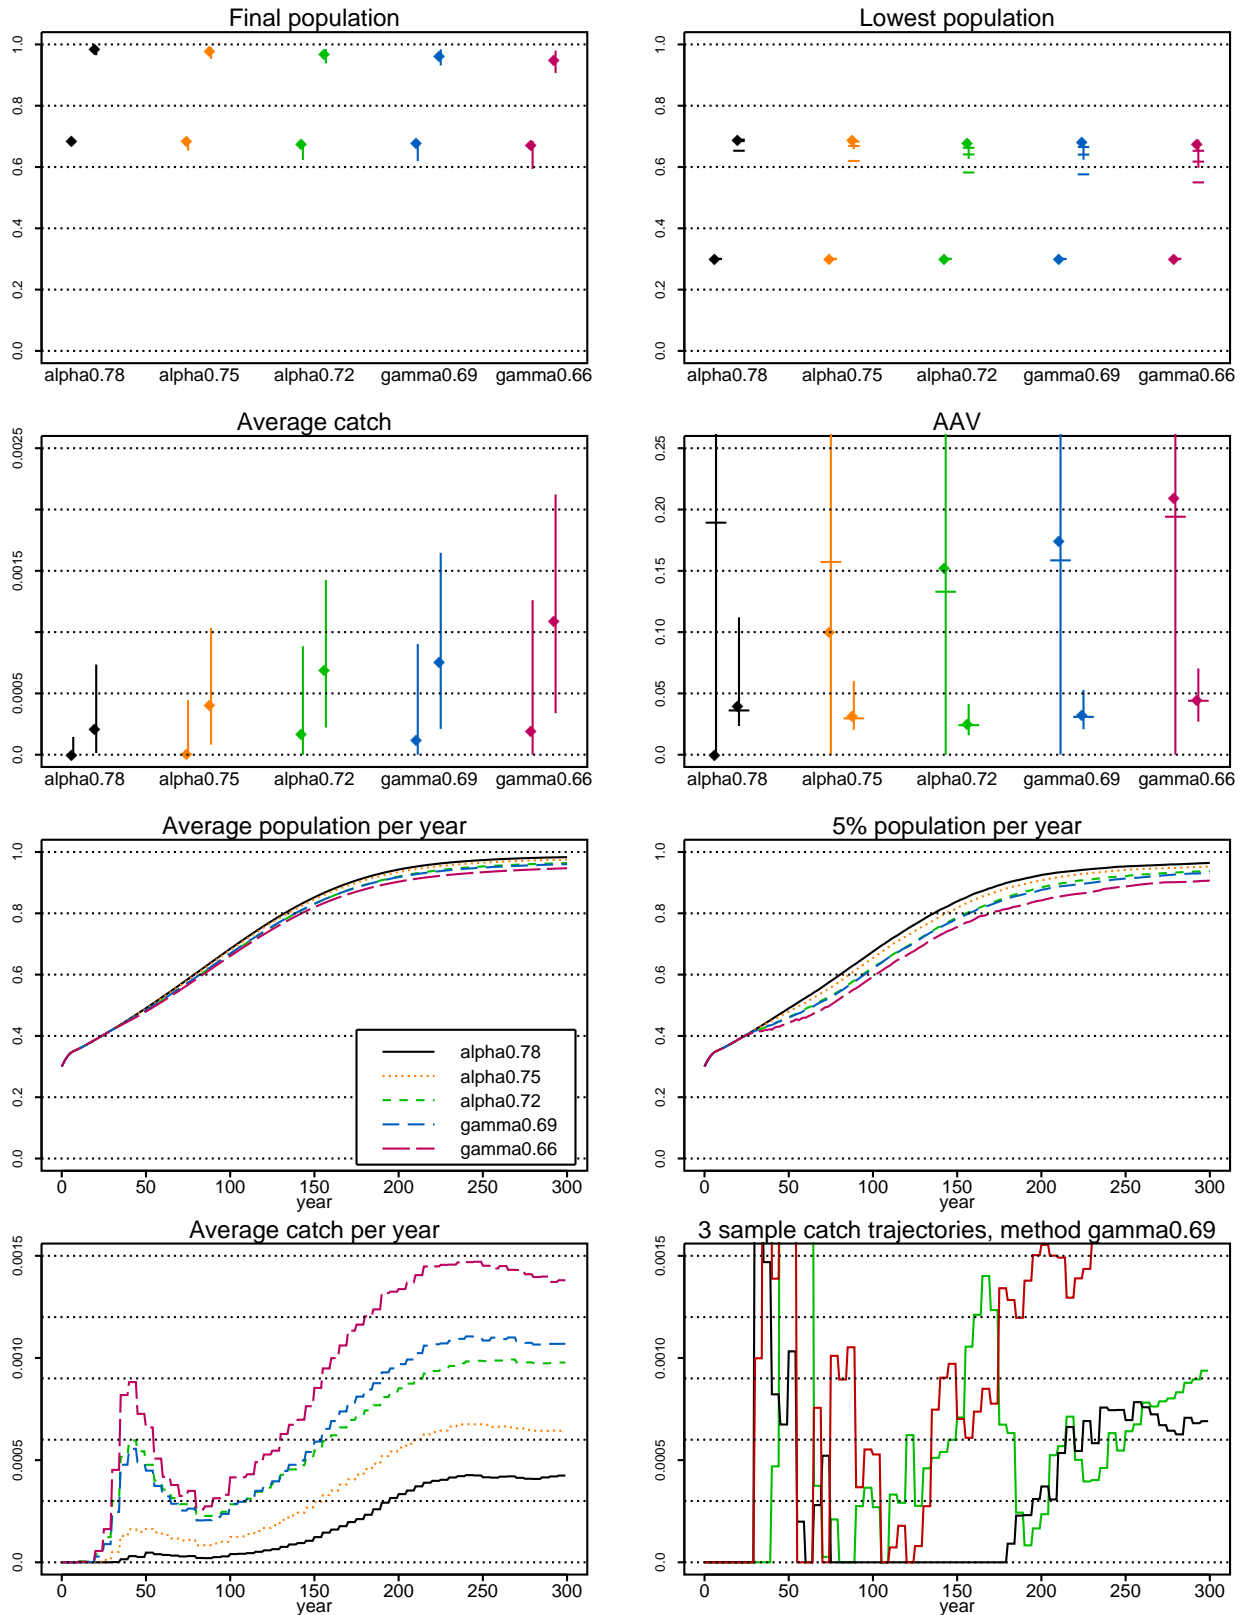 Final population
1.0
0.8
0.6
0.4
0.2
0.0
alpha0.78 alpha0.75 alpha0.72 gamma0.69 gamma0.66
Lowest population
1.0
0.8
0.6
0.4
0.2
0.0
alpha0.78 alpha0.75 alpha0.72 gamma0.69 gamma0.66
Average catch
0.0025
0.0015
0.0005
0.0
alpha0.78 alpha0.75 alpha0.72 gamma0.69 gamma0.66
AAV
0.25
0.20
0.15
0.10
0.05
0.0
alpha0.78 alpha0.75 alpha0.72 gamma0.69 gamma0.66
Average population per year
1.0
0.8
0.6
0.4
0.2
0.0
alpha0.78
alpha0.75
alpha0.72
gamma0.69
gamma0.66
0 50 100 150 200 250 300
year
5% population per year
1.0
0.8
0.6
0.4
0.2
0.0
0 50 100 150 200 250 300
year
Average catch per year
0.0015
0.0010
0.0005
0.0
0 50 100 150 200 250 300
year
3 sample catch trajectories, method gamma0.69
0.0015
0.0010
0.0005
0.0
0 50 100 150 200 250 300
year